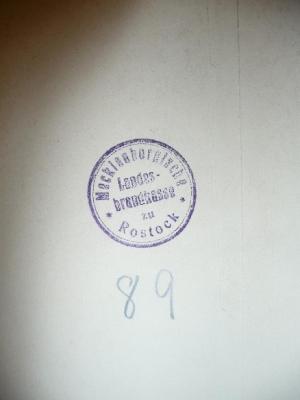 Mecklenburgische
Landes-
brandkasse
zu
Rostock
89